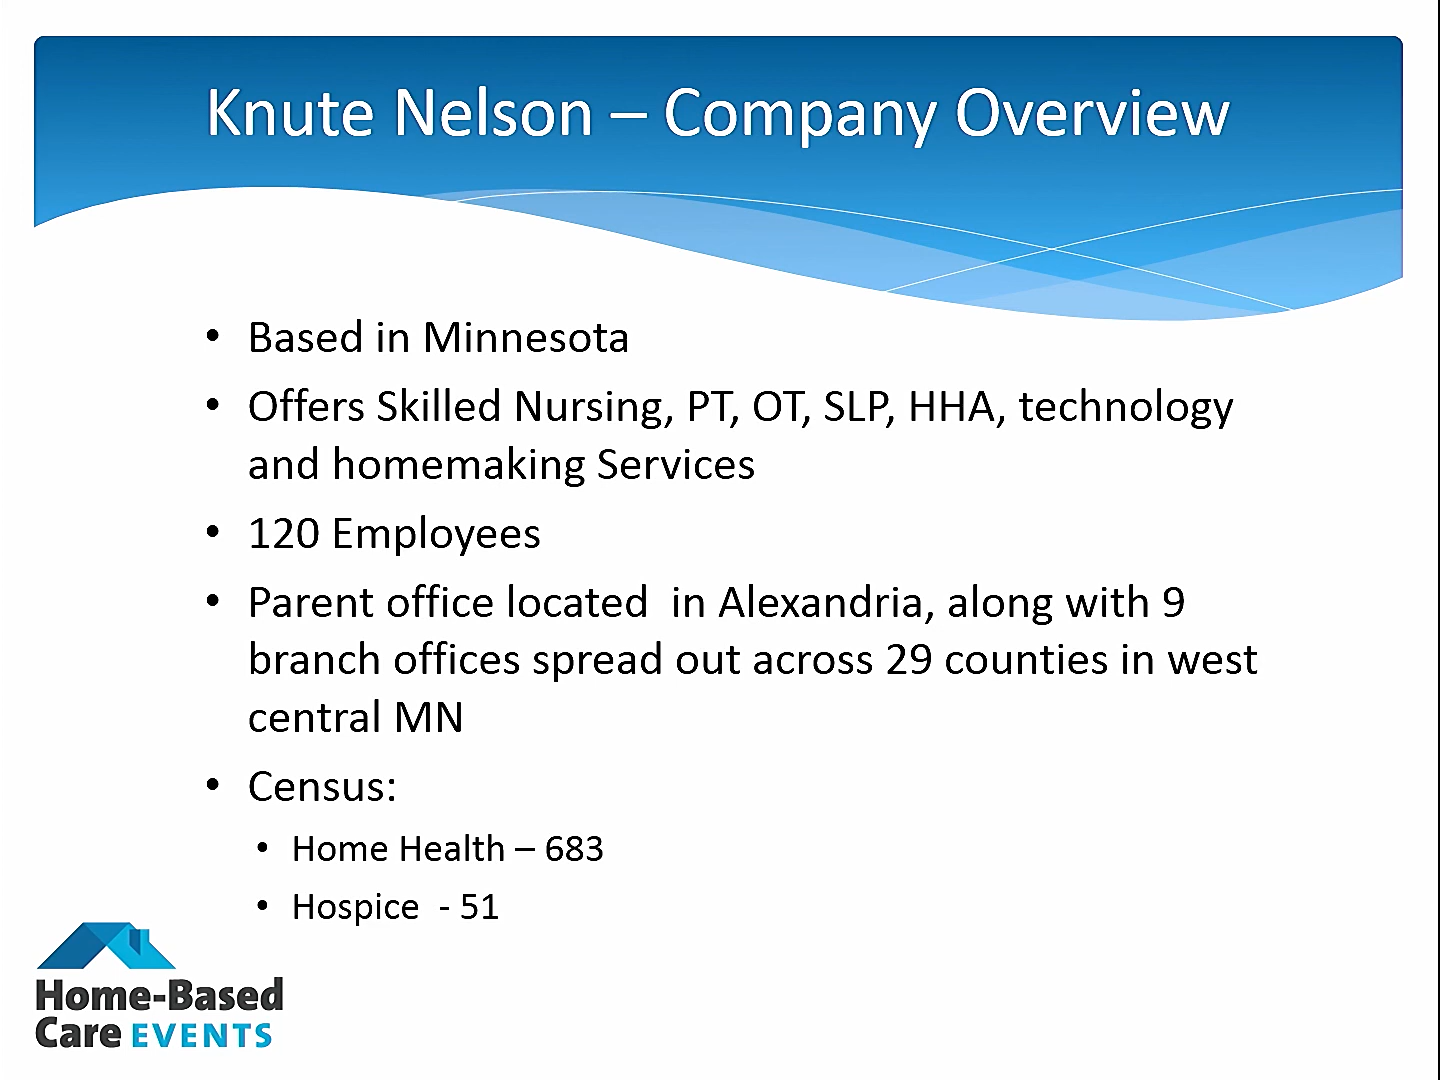 Knute Nelson – Company Overview
• Based in Minnesota
• Offers Skilled Nursing, PT, OT, SLP, HHA, technology
and homemaking Services
• 120 Employees
• Parent office located  in Alexandria, along with 9
branch offices spread out across 29 counties in west
central MN
• Census:
• Home Health – 683
• Hospice  - 51
Home-Based
Care EVENTS